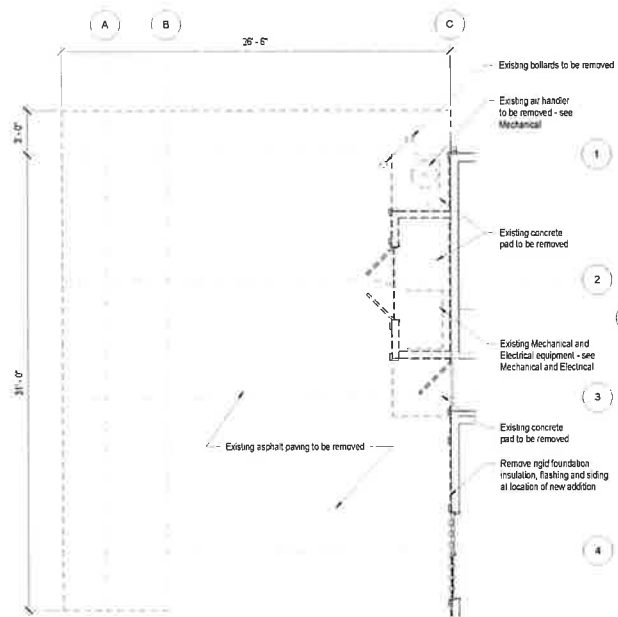 A
B
C
26' - 6"
Existing bollards to be removed
Existing air handler
to be removed - see
Mechanical
3' - 0"
1
Existing concrete
pad to be removed
2
Existing Mechanical and
Electrical equipment - see
Mechanical and Electrical
31' - 0"
3
Existing concrete
pad to be removed
Existing asphalt paving to be removed
Remove rigid foundation
insulation, flashing and siding
at location of new addition
4